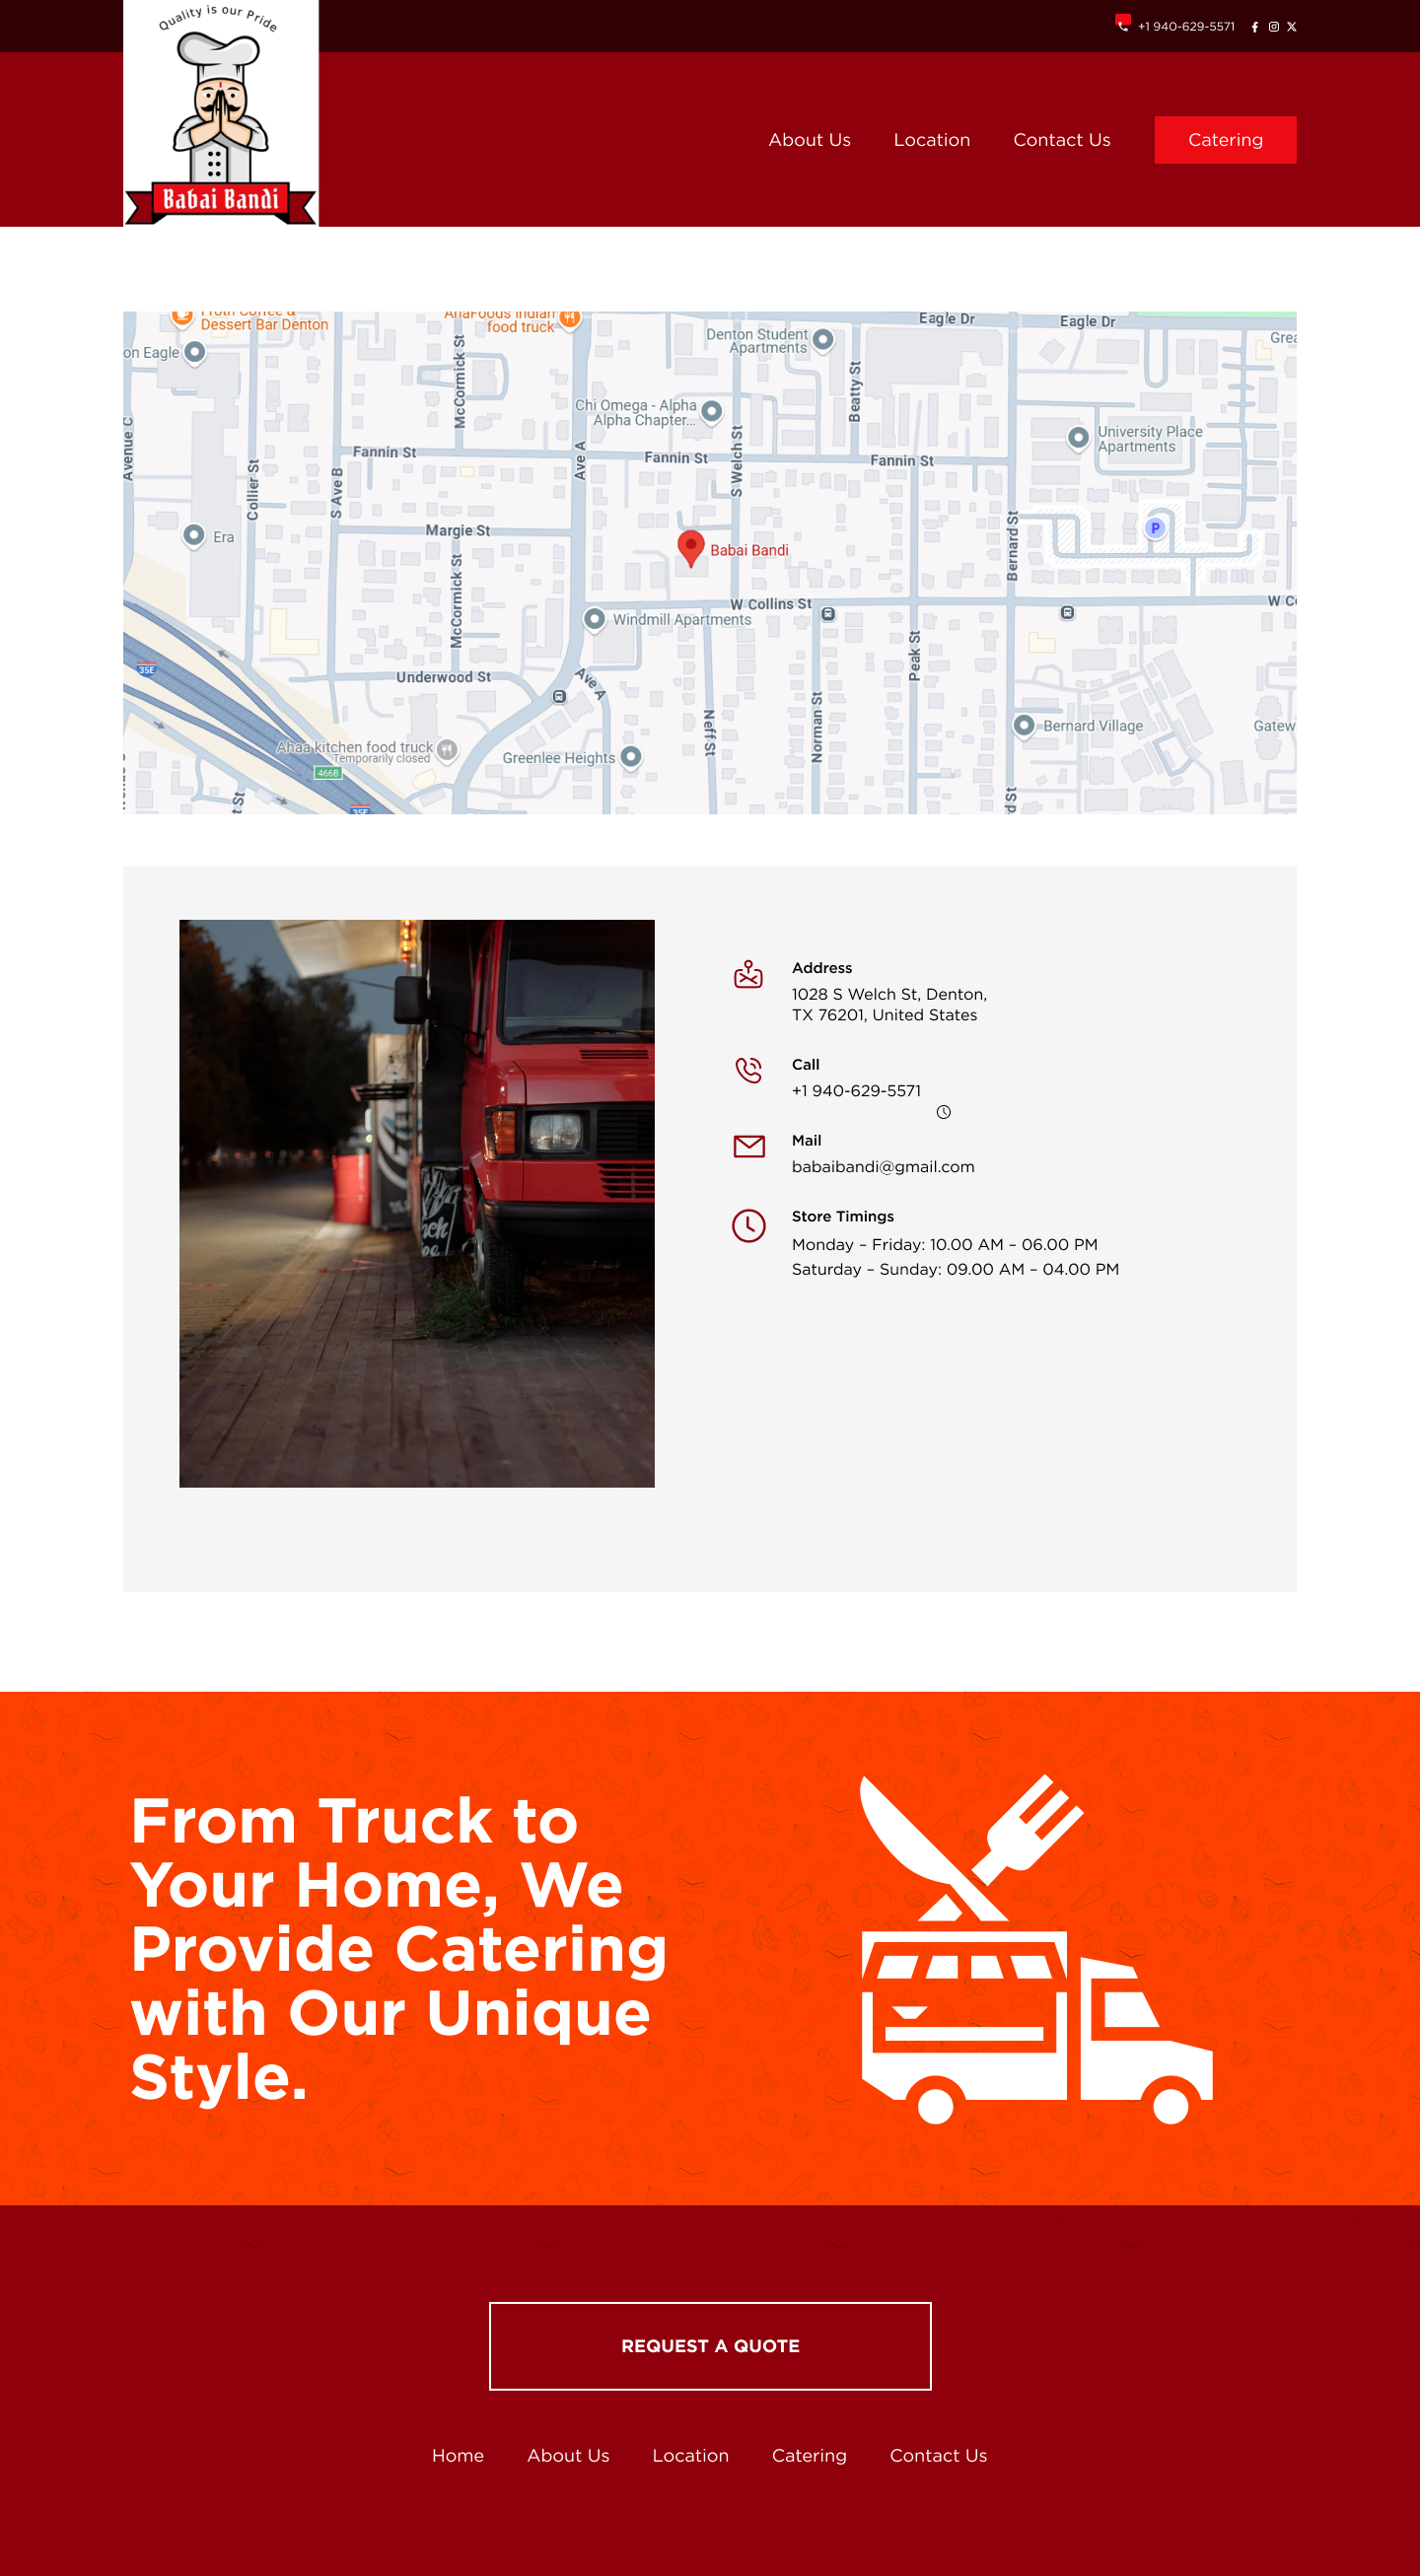 Quality is our Pride
+1 940-629-5571
Babai Bandi
About Us
Location
Contact Us
Catering
Dessert Bar Denton
food truck
Eagle Dr
Eagle Dr
on Eagle
Denton Student
Apartments
McCormick St
Beatty St
Chi Omega - Alpha
Alpha Chapter...
Avenue C
University Place
Apartments
Fannin St
Ave A
Fannin St
S Welch St
Fannin St
Collier St
S Ave B
Era
Margie St
Babai Bandi
Bernard St
P
McCormick St
W Collins St
Windmill Apartments
Peak St
35E
Underwood St
Ave A
Neff St
Norman St
Bernard Village
Ahaa kitchen food truck
Temporarily closed
Greenlee Heights
466B
35E
Address
1028 S Welch St, Denton,
TX 76201, United States
Call
+1 940-629-5571
Mail
babaibandi@gmail.com
Store Timings
Monday – Friday: 10.00 AM – 06.00 PM
Saturday – Sunday: 09.00 AM – 04.00 PM
From Truck to
Your Home, We
Provide Catering
with Our Unique
Style.
REQUEST A QUOTE
Home
About Us
Location
Catering
Contact Us